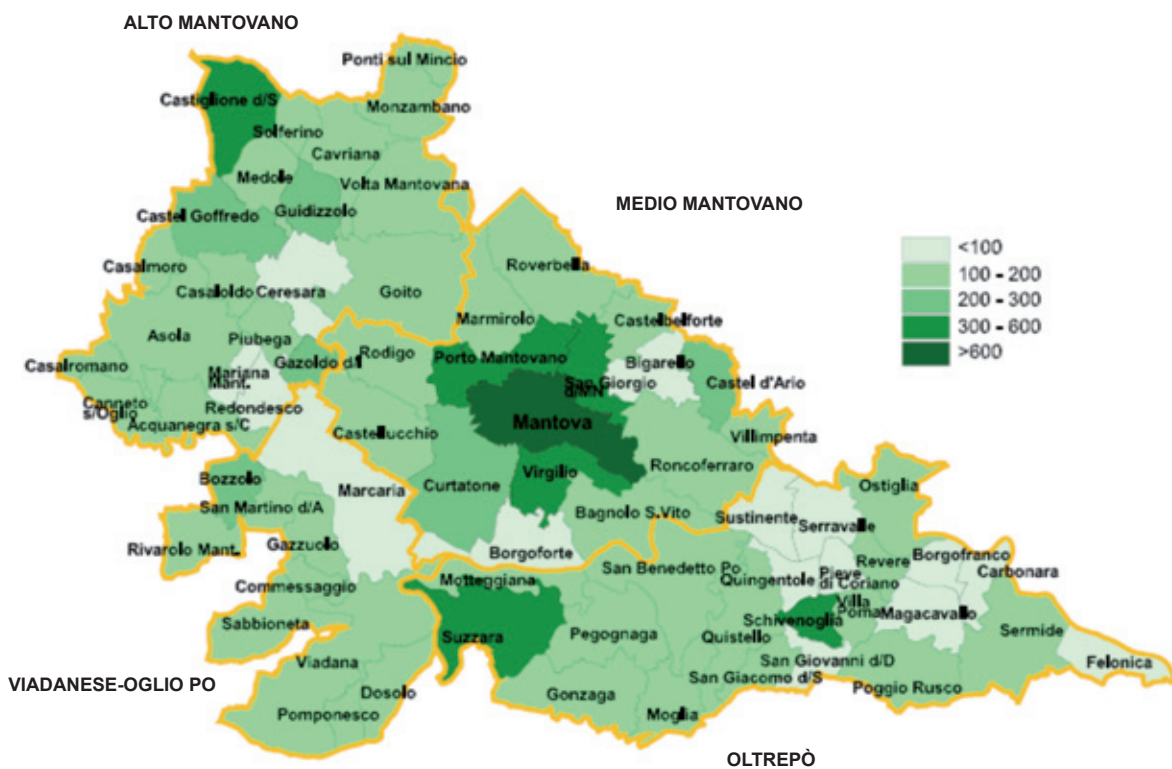 ALTO MANTOVANO
Ponti sul Mincio
Castiglione d/S
Monzambano
Solferino
Cavriana
Medole
Volta Mantovana
MEDIO MANTOVANO
Castel Goffredo
Guidizzolo
<100
100 - 200
200 - 300
300 - 600
>600
Casalmoro
Roverbella
Casaloldo
Ceresara
Goito
Marmirolo
Castelbelforte
Asola
Piubega
Rodigo
Porto Mantovano
Casalromano
Gazoldo d/I
Bigarello
Mariana
Mant.
San Giorgio
d/MN
Castel d'Ario
Canneto
s/Oglio
Redondesco
Acquanegra s/C
Castellucchio
Mantova
Villimpenta
Bozzolo
Marcaria
Curtatone
Virgilio
Roncoferraro
Ostiglia
San Martino d/A
Bagnolo S.Vito
Sustinente
Serravalle
Rivarolo Mant.
Gazzuolo
Borgoforte
Revere
Borgofranco
Commessaggio
Motteggiana
San Benedetto Po
Quingentole
Pieve
di Coriano
Carbonara
Sabbioneta
Suzzara
Pegognaga
Quistello
Schivenoglia
Villa
Poma
Magacavallo
Sermide
Viadana
San Giovanni d/D
Felonica
VIADANESE-OGLIO PO
Dosolo
Gonzaga
San Giacomo d/S
Poggio Rusco
Pomponesco
Moglia
OLTREPÒ